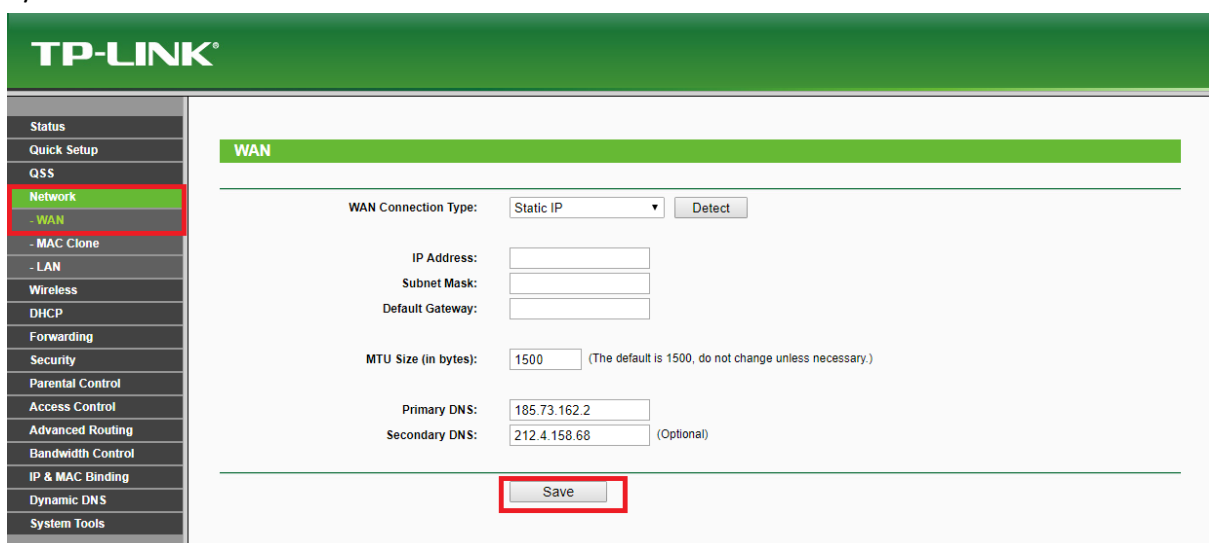 TP-LINK®
Status
Quick Setup
QSS
Network
- WAN
- MAC Clone
- LAN
Wireless
DHCP
Forwarding
Security
Parental Control
Access Control
Advanced Routing
Bandwidth Control
IP & MAC Binding
Dynamic DNS
System Tools
WAN
WAN Connection Type: Static IP Detect
IP Address:
Subnet Mask:
Default Gateway:
MTU Size (in bytes): 1500 (The default is 1500, do not change unless necessary.)
Primary DNS: 185.73.162.2
Secondary DNS: 212.4.158.68 (Optional)
Save